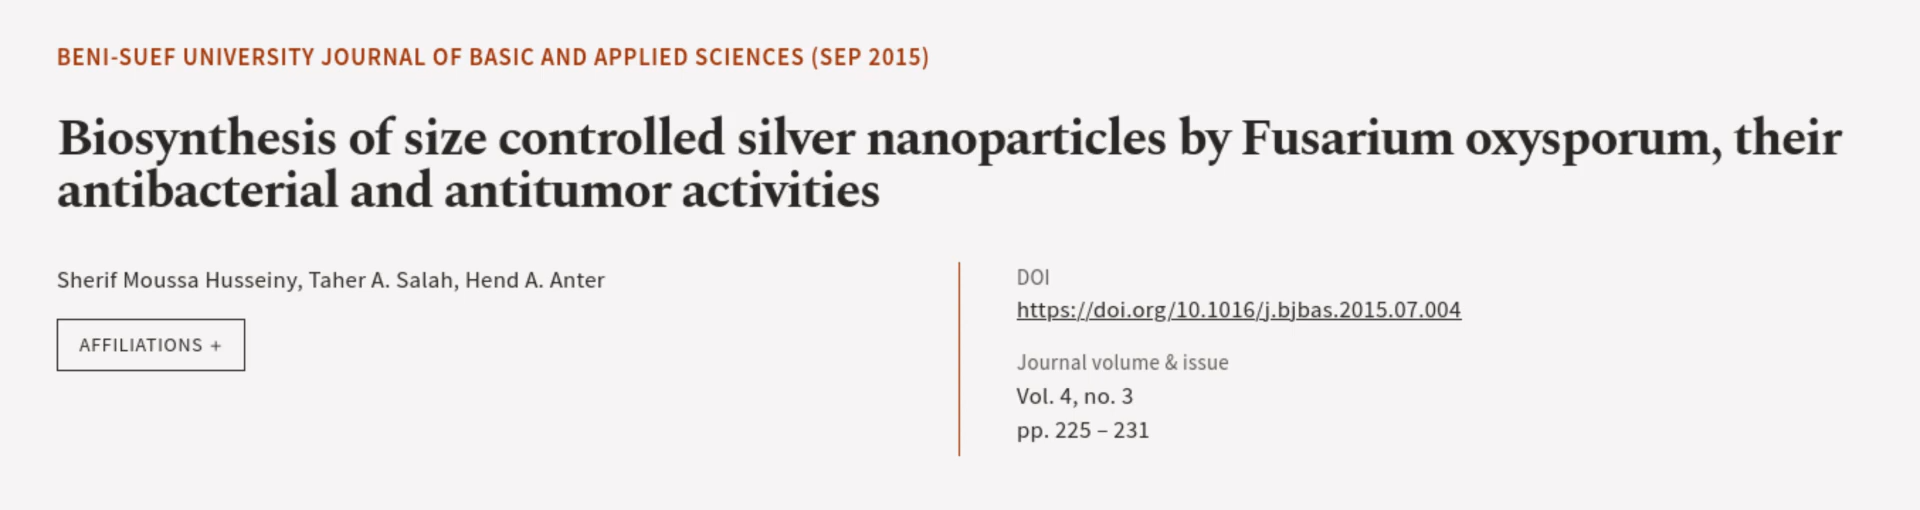 BENI-SUEF UNIVERSITY JOURNAL OF BASIC AND APPLIED SCIENCES (SEP 2015)
Biosynthesis of size controlled silver nanoparticles by Fusarium oxysporum, their
antibacterial and antitumor activities
Sherif Moussa Husseiny, Taher A. Salah, Hend A. Anter
AFFILIATIONS +
DOI
https://doi.org/10.1016/j.bjbas.2015.07.004
Journal volume & issue
Vol. 4, no. 3
pp. 225 – 231